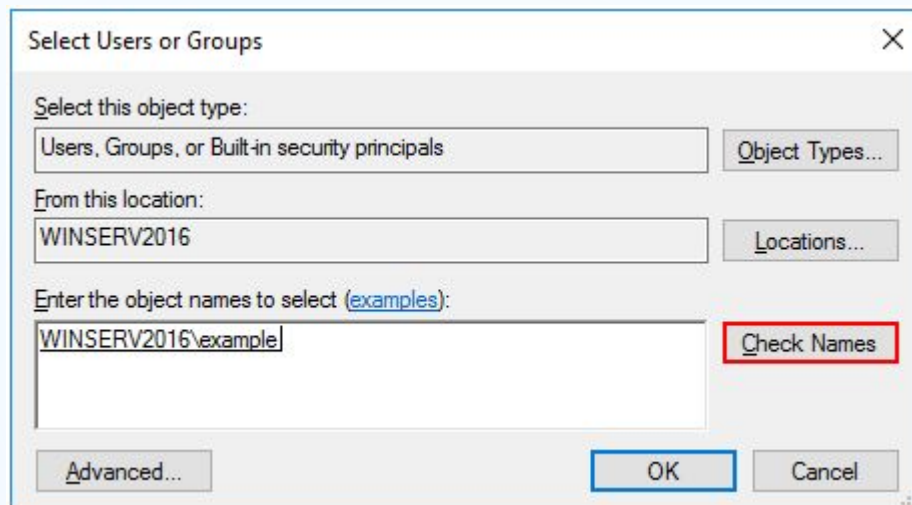 Select Users or Groups
Select this object type:
Users, Groups, or Built-in security principals
Object Types...
From this location:
WINSERV2016
Locations...
Enter the object names to select (examples):
WINSERV2016\example
Check Names
Advanced...
OK
Cancel